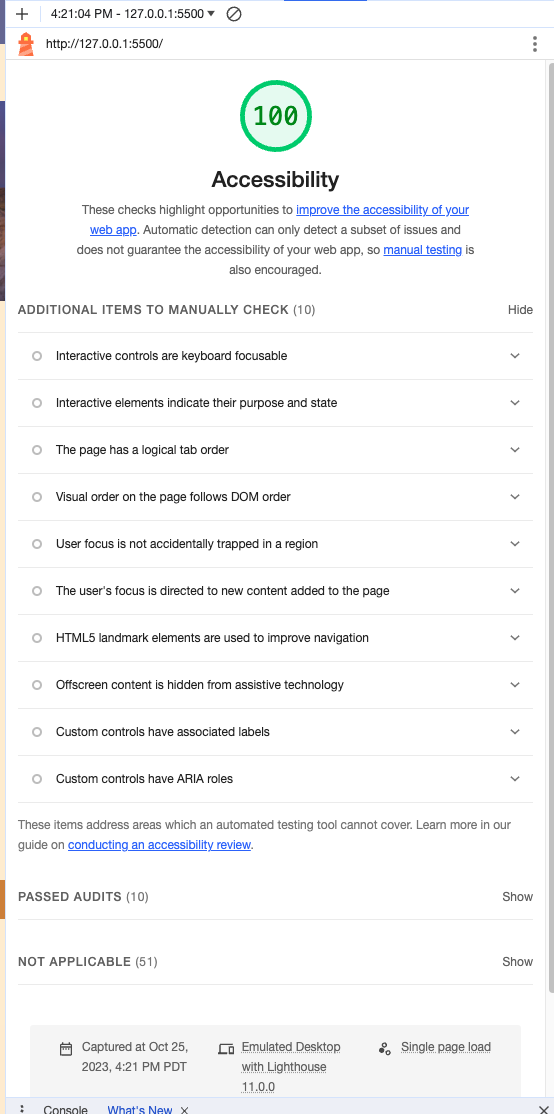 4:21:04 PM - 127.0.0.1:5500
http://127.0.0.1:5500/
100
Accessibility
These checks highlight opportunities to improve the accessibility of your
web app. Automatic detection can only detect a subset of issues and
does not guarantee the accessibility of your web app, so manual testing is
also encouraged.
ADDITIONAL ITEMS TO MANUALLY CHECK (10) Hide
Interactive controls are keyboard focusable
Interactive elements indicate their purpose and state
The page has a logical tab order
Visual order on the page follows DOM order
User focus is not accidentally trapped in a region
The user's focus is directed to new content added to the page
HTML5 landmark elements are used to improve navigation
Offscreen content is hidden from assistive technology
Custom controls have associated labels
Custom controls have ARIA roles
These items address areas which an automated testing tool cannot cover. Learn more in our
guide on conducting an accessibility review.
PASSED AUDITS (10) Show
NOT APPLICABLE (51) Show
Captured at Oct 25,
2023, 4:21 PM PDT
Emulated Desktop
with Lighthouse
11.0.0
Single page load
Console What's New